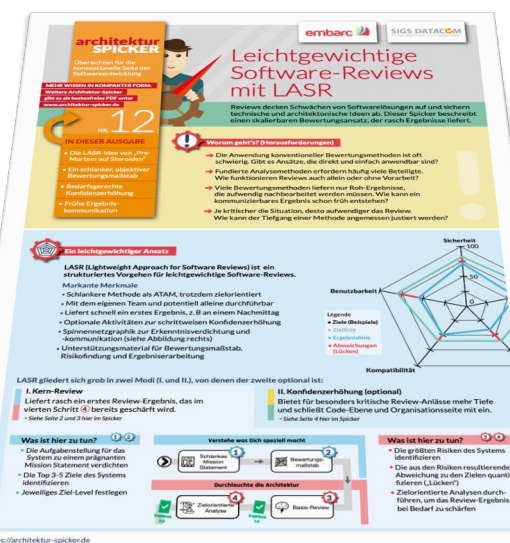 architektur
SPICKER
Übersichten für die
konzeptionelle Seite der
Softwareentwicklung
MEHR WISSEN IN KOMPAKTER FORM:
Weitere Architektur-Spicker
gibt es als kostenfreie PDF unter
www.architektur-spicker.de
NR. 12
IN DIESER AUSGABE
• Die LASR-Idee von „Pre-
Mortem auf Steroiden“
• Ein schlanker, objektiver
Bewertungsmaßstab
• Bedarfsgerechte
Konfidenzerhöhung
• Frühe Ergebnis-
kommunikation
embarc
SIGS DATACOM
Leichtgewichtige
Software-Reviews
mit LASR
Reviews decken Schwächen von Softwarelösungen auf und sichern
technische und architektonische Ideen ab. Dieser Spicker beschreibt
einen skalierbaren Bewertungsansatz, der rasch Ergebnisse liefert.
Worum geht's? (Herausforderungen)
→ Die Anwendung konventioneller Bewertungsmethoden ist oft
schwierig. Gibt es Ansätze, die direkt und einfach anwendbar sind?
→ Fundierte Analysemethoden erfordern häufig viele Beteiligte.
Wie funktionieren Reviews auch allein oder ohne Vorarbeit?
→ Viele Bewertungsmethoden liefern nur Roh-Ergebnisse,
die aufwendig nachbearbeitet werden müssen. Wie kann ein
kommunizierbares Ergebnis schon früh entstehen?
→ Je kritischer die Situation, desto aufwendiger das Review.
Wie kann der Tiefgang einer Methode angemessen justiert werden?
Ein leichtgewichtiger Ansatz
LASR (Lightweight Approach for Software Reviews) ist ein
strukturiertes Vorgehen für leichtgewichtige Software-Reviews.
Markante Merkmale
• Schlankere Methode als ATAM, trotzdem zielorientiert
• Mit dem eigenen Team und potentiell alleine durchführbar
• Liefert schnell ein erstes Ergebnis, z. B an einem Nachmittag
• Optionale Aktivitäten zur schrittweisen Konfidenzerhöhung
• Spinnennetzgraphik zur Erkenntnisverdichtung und
-kommunikation (siehe Abbildung rechts)
• Unterstützungsmaterial für Bewertungsmaßstab,
Risikofindung und Ergebniserarbeitung
Sicherheit
100
50
0
Benutzbarkeit
Kompatibilität
Legende
• Ziele (Beispiele)
• Ziellinie
• Ergebnislinie
• Abweichungen
(Lücken)
LASR gliedert sich grob in zwei Modi (I. und II.), von denen der zweite optional ist:
I. Kern-Review
Liefert rasch ein erstes Review-Ergebnis, das im
vierten Schritt 4 bereits geschärft wird.
→ Siehe Seite 2 und 3 hier im Spicker
II. Konfidenzerhöhung (optional)
Bietet für besonders kritische Review-Anlässe mehr Tiefe
und schließt Code-Ebene und Organisationsseite mit ein.
→ Siehe Seite 4 hier im Spicker
Was ist hier zu tun? 1 2
• Die Aufgabenstellung für das
System zu einem prägnanten
Mission Statement verdichten
• Die Top 3-5 Ziele des Systems
identifizieren
• Jeweiliges Ziel-Level festlegen
Verstehe was Dich speziell macht
Schlankes
Mission
Statement
1
Bewertungs-
maßstab
2
Durchleuchte die Architektur
Zielorientierte
Analyse
4
Basis-Review
3
Was ist hier zu tun? 3 4
• Die größten Risiken des Systems
identifizieren
• Die aus den Risiken resultierende
Abweichung zu den Zielen quanti
fizieren („Lücken“)
• Zielorientierte Analysen durch-
führen, um das Review-Ergebnis
bei Bedarf zu schärfen
s://architektur-spicker.de